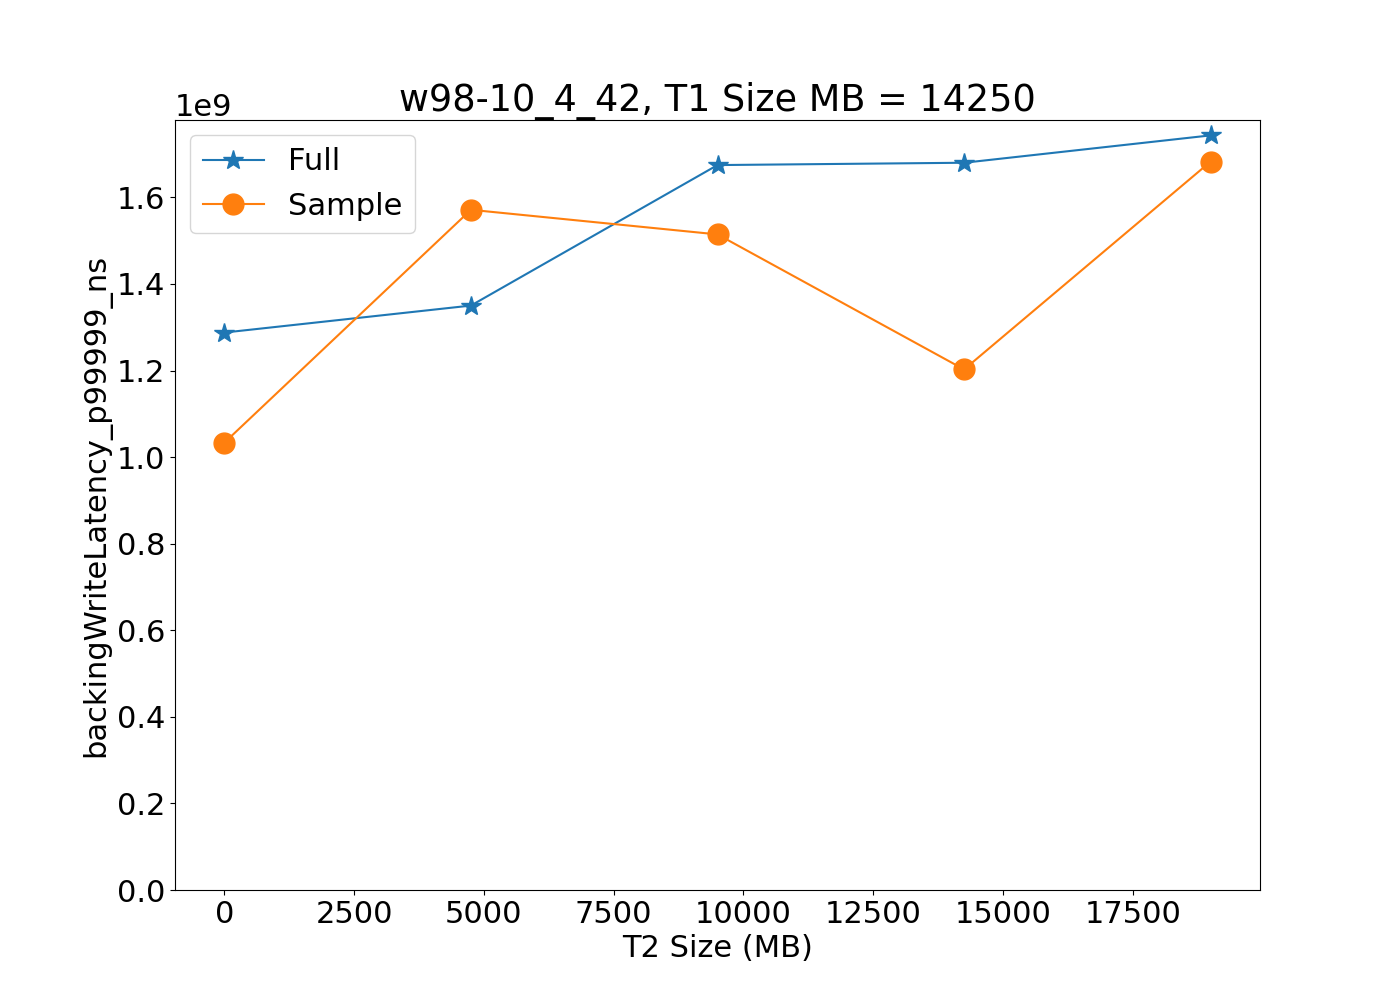 w98-10_4_42, T1 Size MB = 14250
1e9
Full
Sample
backingWriteLatency_p99999_ns
1.6
1.4
1.2
1.0
0.8
0.6
0.4
0.2
0.0
0 2500 5000 7500 10000 12500 15000 17500
T2 Size (MB)